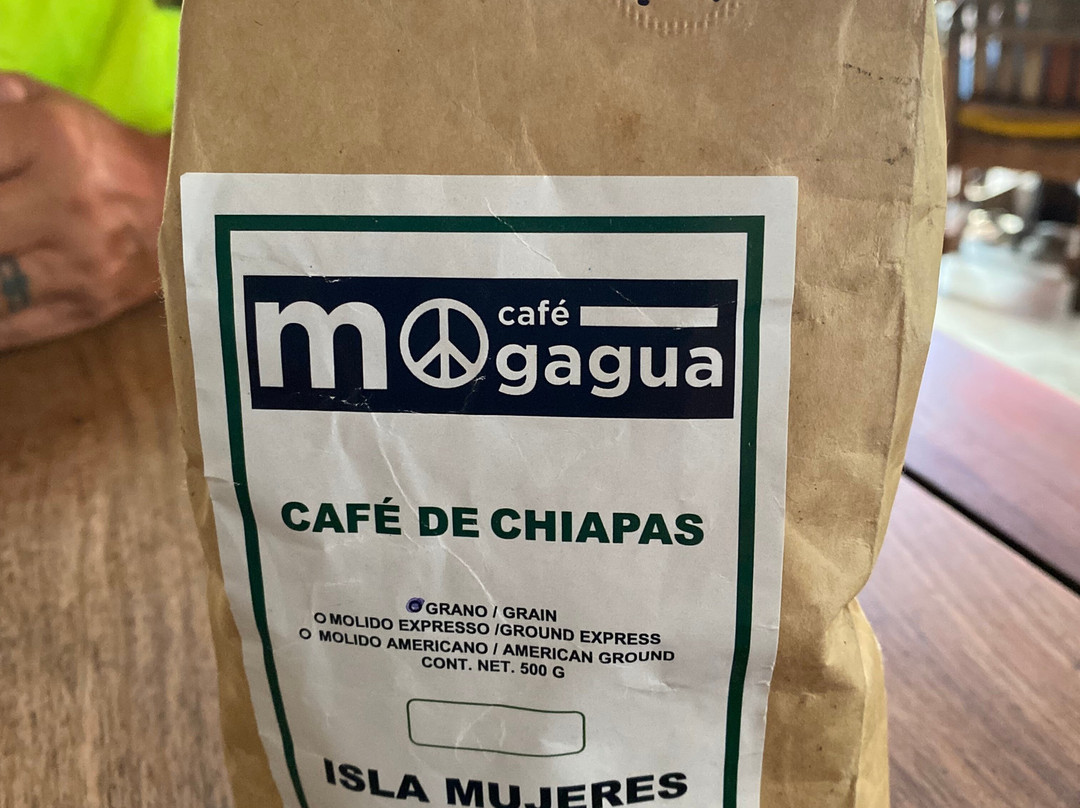 café
mogagua
CAFÉ DE CHIAPAS
GRANO / GRAIN
O MOLIDO EXPRESSO /GROUND EXPRESS
O MOLIDO AMERICANO / AMERICAN GROUND
CONT. NET. 500 G
ISLA MUJERES